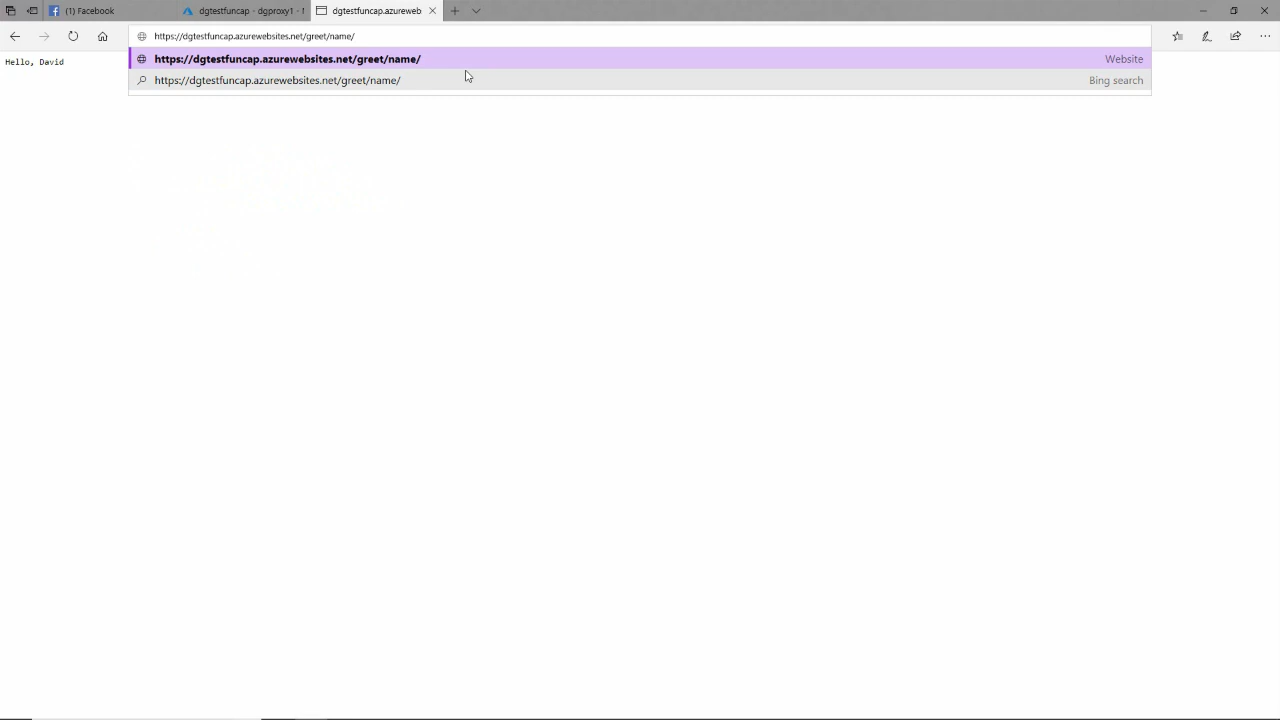 (1) Facebook
dgtestfuncap - dgproxy1 -
dgtestfuncap.azureweb
https://dgtestfuncap.azurewebsites.net/greet/name/
https://dgtestfuncap.azurewebsites.net/greet/name/ Website
https://dgtestfuncap.azurewebsites.net/greet/name/ Bing search
Hello, David